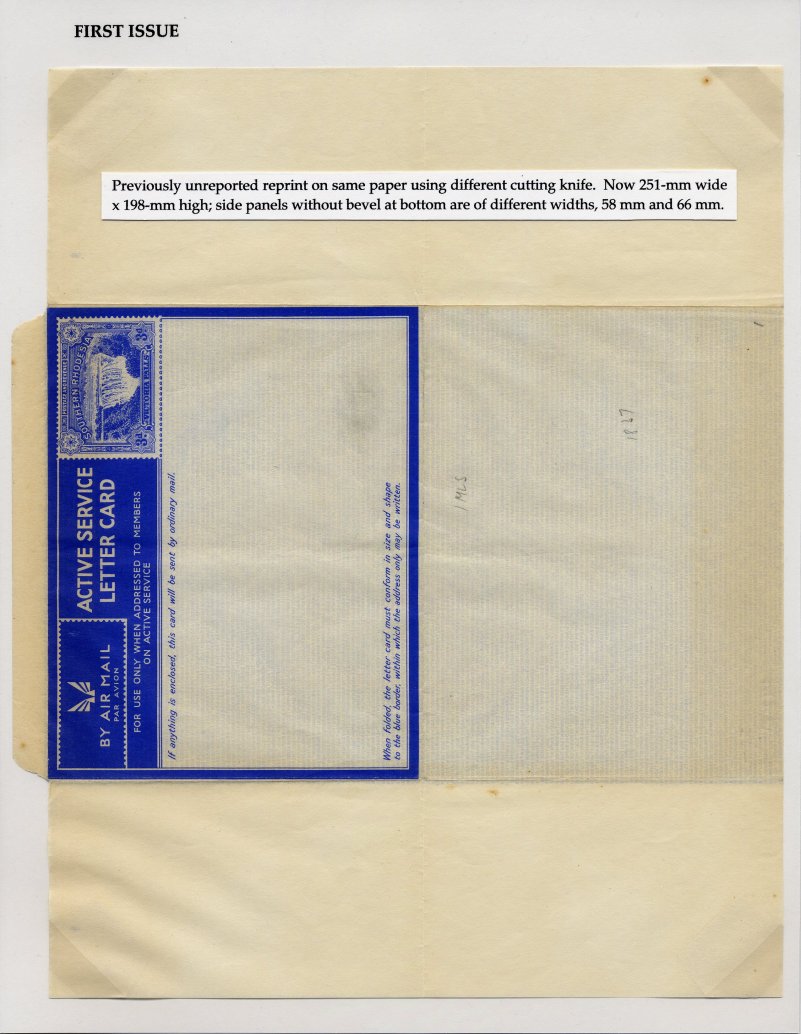 FIRST ISSUE
Previously unreported reprint on same paper using different cutting knife. Now 251-mm wide
x 198-mm high; side panels without bevel at bottom are of different widths, 58 mm and 66 mm.
SOUTHERN RHODESIA
3d
3d
VICTORIA FALLS
ACTIVE SERVICE
LETTER CARD
BY AIR MAIL
PAR AVION
FOR USE ONLY WHEN ADDRESSED TO MEMBERS
ON ACTIVE SERVICE
If anything is enclosed, this card will be sent by ordinary mail.
When folded, the letter card must conform in size and shape
to the blue border, within which the address only may be written.